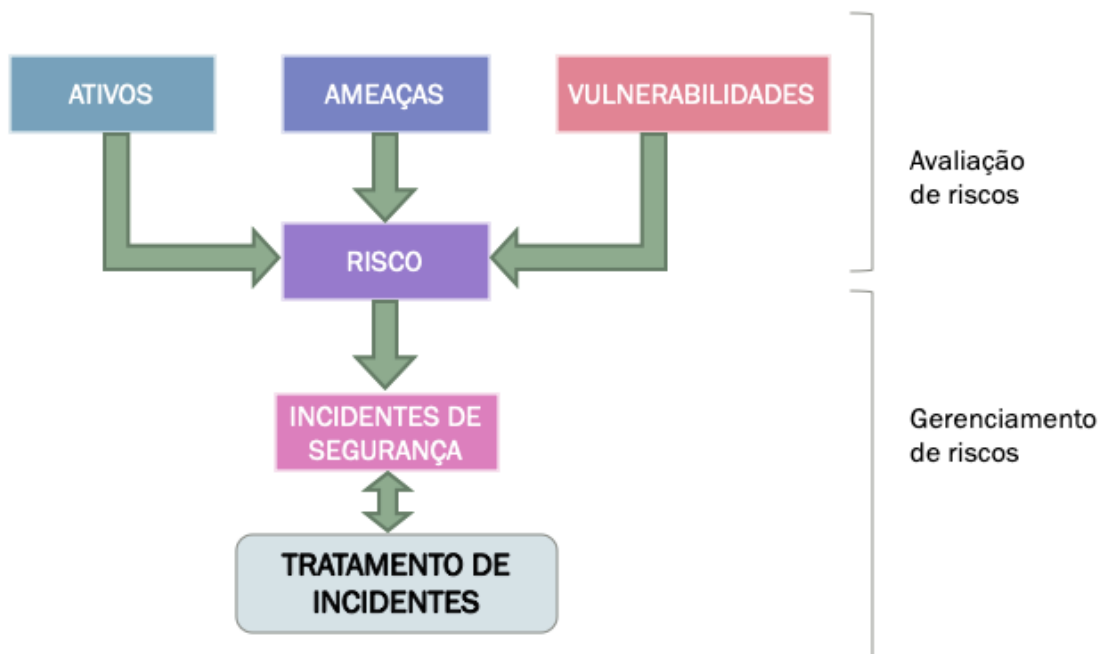 ATIVOS
AMEAÇAS
VULNERABILIDADES
Avaliação
de riscos
RISCO
INCIDENTES DE
SEGURANÇA
Gerenciamento
de riscos
TRATAMENTO DE
INCIDENTES